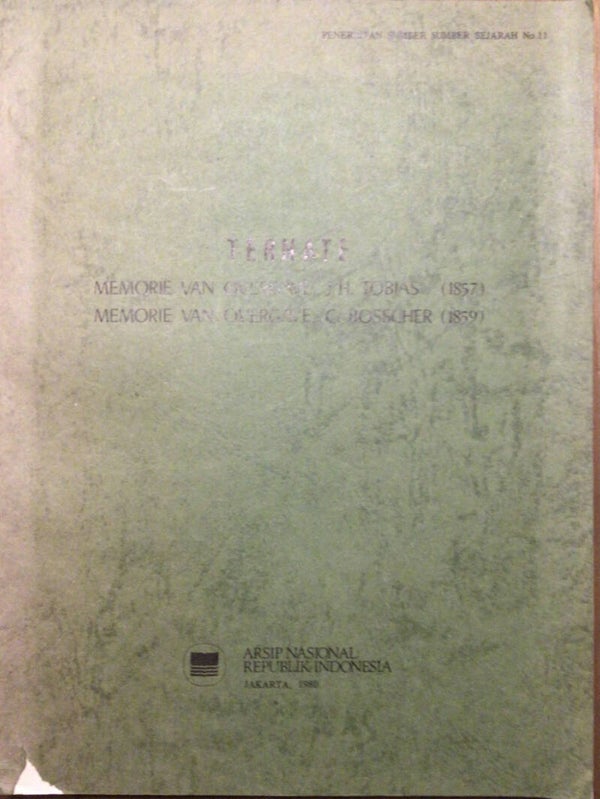 PENERBITAN SUMBER SUMBER SEJARAH No.11
TERNATE
MEMORIE VAN OVERGAVE, J.H. TOBIAS (1857)
MEMORIE VAN OVERGAVE, C. BOSSCHER (1859)
ARSIP NASIONAL
REPUBLIK INDONESIA
JAKARTA, 1980